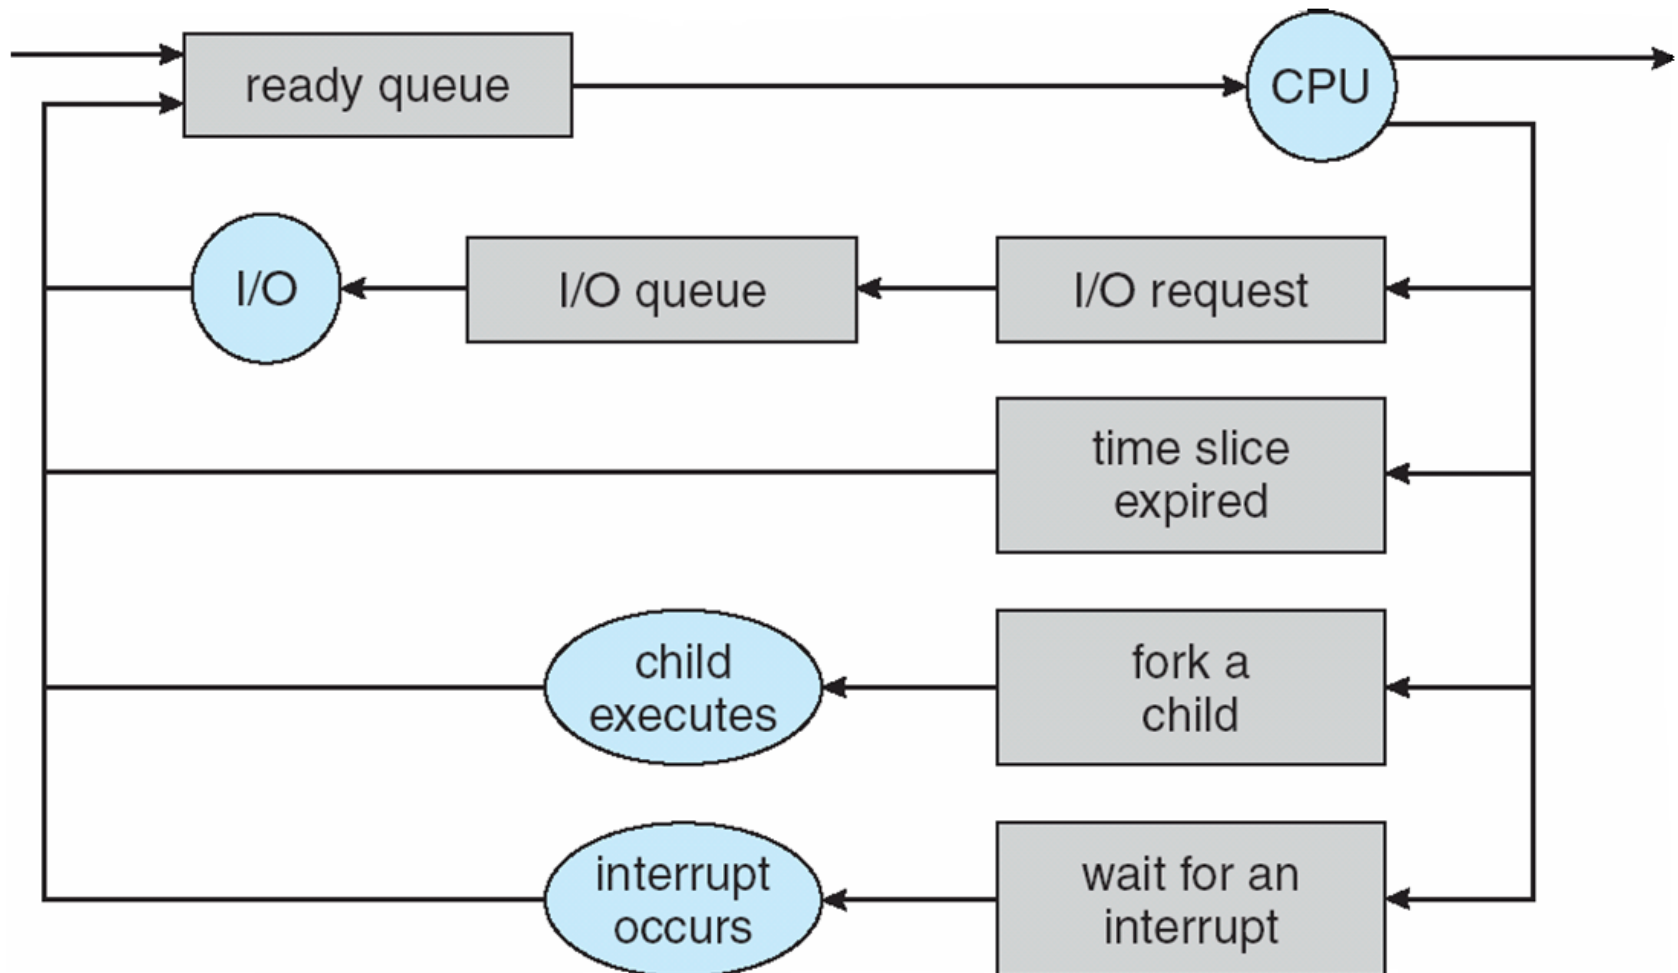 ready queue
CPU
I/O
I/O queue
I/O request
time slice
expired
child
executes
fork a
child
interrupt
occurs
wait for an
interrupt